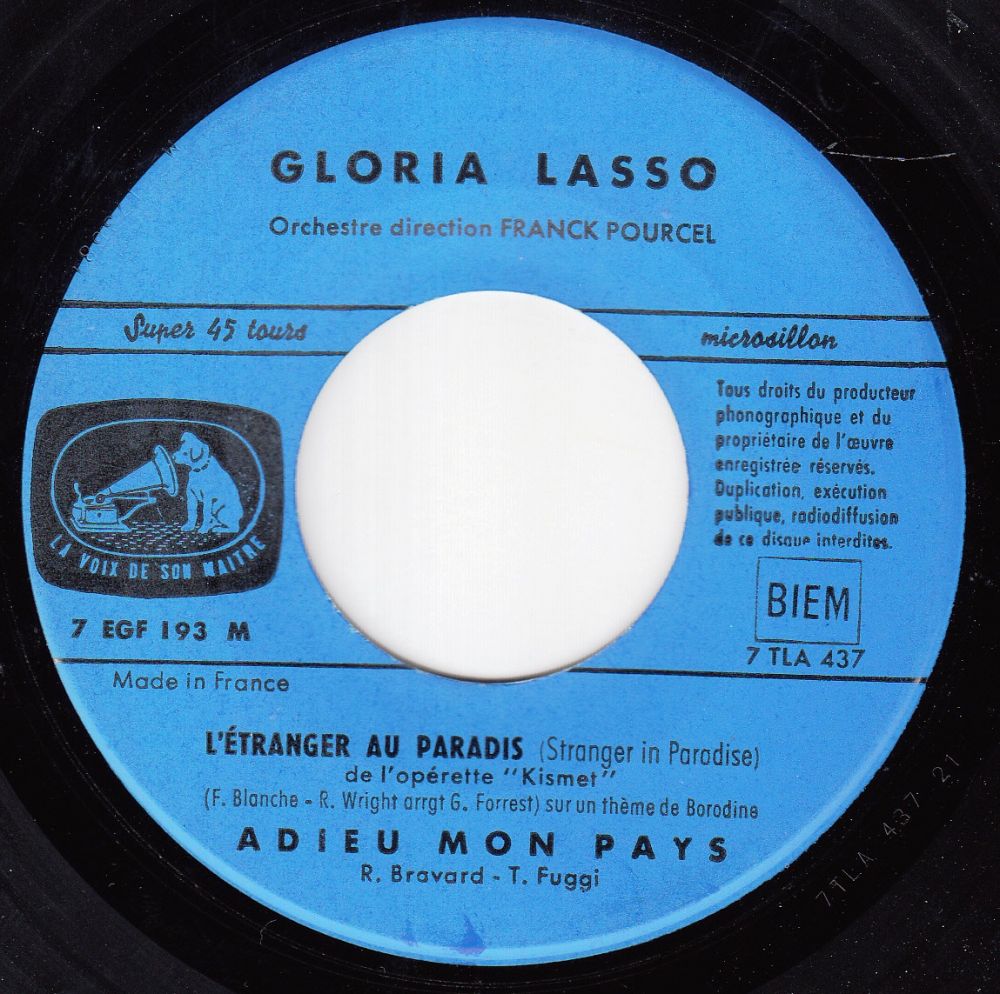 GLORIA LASSO
Orchestre direction FRANCK POURCEL
Super 45 tours
microsillon
Tous droits du producteur
phonographique et du
propriétaire de l'œuvre
enregistrée réservés.
Duplication, exécution
publique, radiodiffusion
de ce disque interdites.
LA VOIX DE SON MAITRE
BIEM
7 EGF 193 M
7 TLA 437
Made in France
L'ÉTRANGER AU PARADIS (Stranger in Paradise)
de l'opérette "Kismet"
(F. Blanche - R. Wright arrgt G. Forrest) sur un thème de Borodine
ADIEU MON PAYS
R. Bravard - T. Fuggi
7TLA 437 21